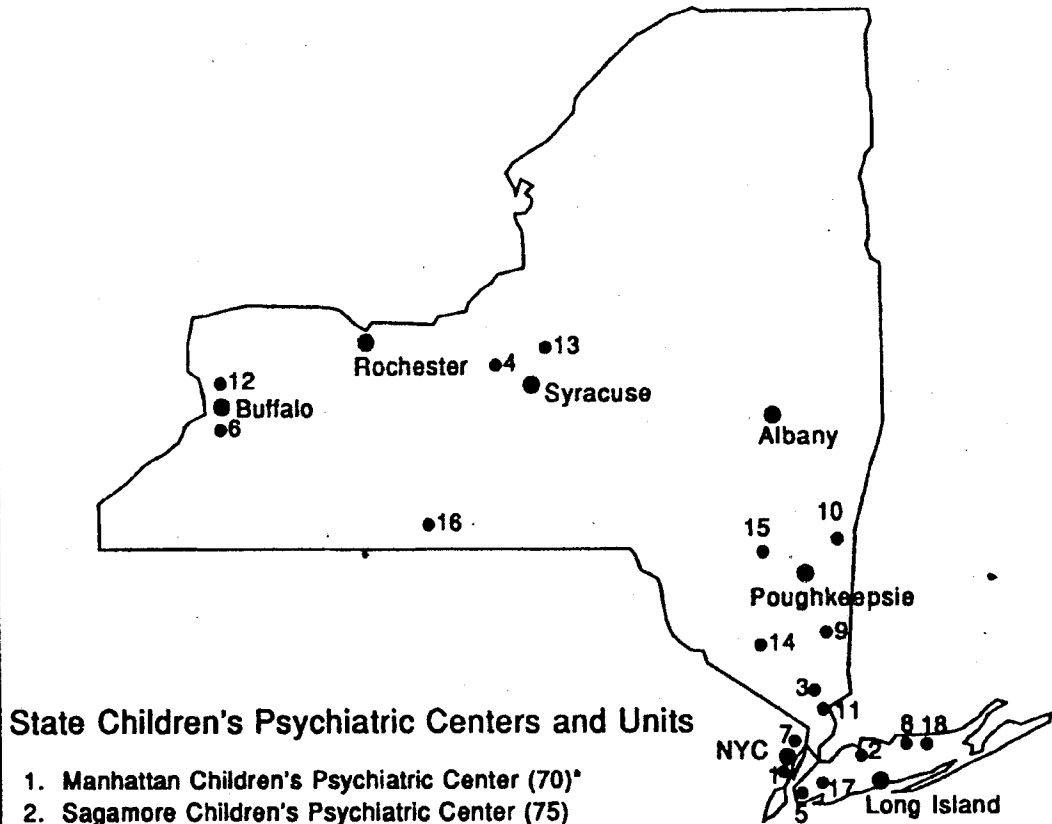 13
4
Rochester
Syracuse
12
Buffalo
6
Albany
16
15
10
Poughkeepsie
14
9
3
11
State Children's Psychiatric Centers and Units
7
8
18
NYC
2
1
17
5
Long Island
1. Manhattan Children's Psychiatric Center (70)*
2. Sagamore Children's Psychiatric Center (75)